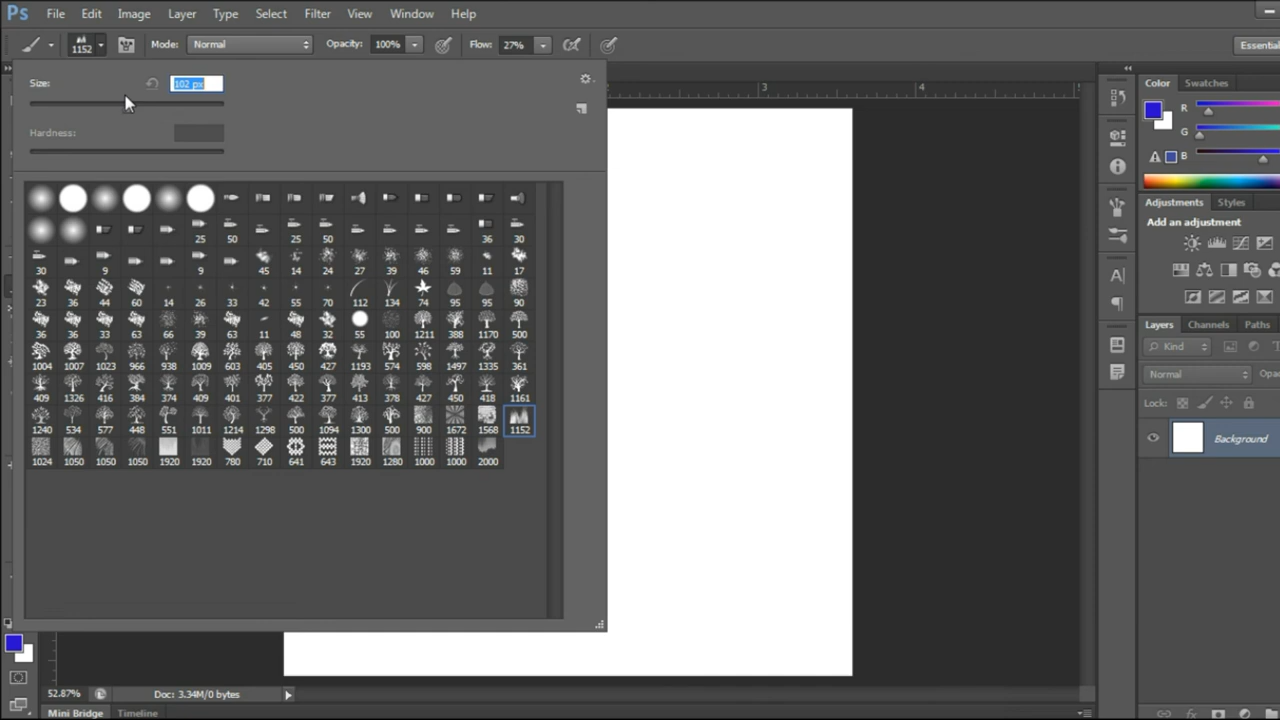 Ps File Edit Image Layer Type Select Filter View Window Help
1152 Mode: Normal Opacity: 100% Flow: 27% Essential
Size: 102 px
Hardness:
3 4
25 50 25 50 36 30
30 9 9 45 14 24 27 39 46 59 11 17
23 36 44 60 14 26 33 42 55 70 112 134 74 95 95 90
36 36 33 63 66 39 63 11 48 32 55 100 1211 388 1170 500
1004 1007 1023 966 938 1009 603 405 450 427 1193 574 598 1497 1335 361
409 1326 416 384 374 409 401 377 422 377 413 378 427 450 418 1161
1240 534 577 448 551 1011 1214 1298 500 1094 1300 500 900 1672 1568 1152
1024 1050 1050 1050 1920 1920 780 710 641 643 1920 1280 1000 1000 2000
Color Swatches
R
G
B
Adjustments Styles
Add an adjustment
Layers Channels Paths
Kind
Normal Opac
Lock:
Background
52.87% Doc: 3.34M/0 bytes
Mini Bridge Timeline